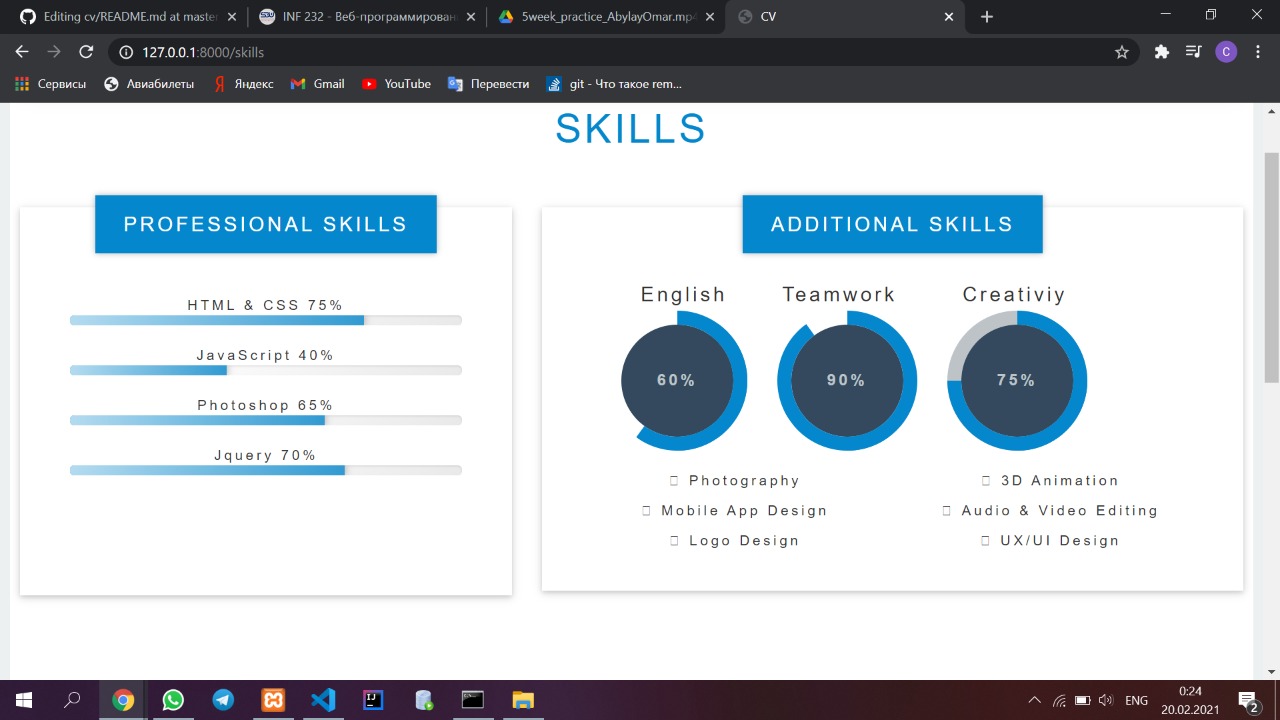 Editing cv/README.md at master
INF 232 - Веб-программирован
5week_practice_AbylayOmar.mp4
CV
127.0.0.1:8000/skills
C
Сервисы
Авиабилеты
Яндекс
Gmail
YouTube
Перевести
git - Что такое rem...
SKILLS
PROFESSIONAL SKILLS
HTML & CSS 75%
JavaScript 40%
Photoshop 65%
Jquery 70%
ADDITIONAL SKILLS
English
Teamwork
Creativiy
60%
90%
75%
Photography
3D Animation
Mobile App Design
Audio & Video Editing
Logo Design
UX/UI Design
ENG
0:24
20.02.2021
2